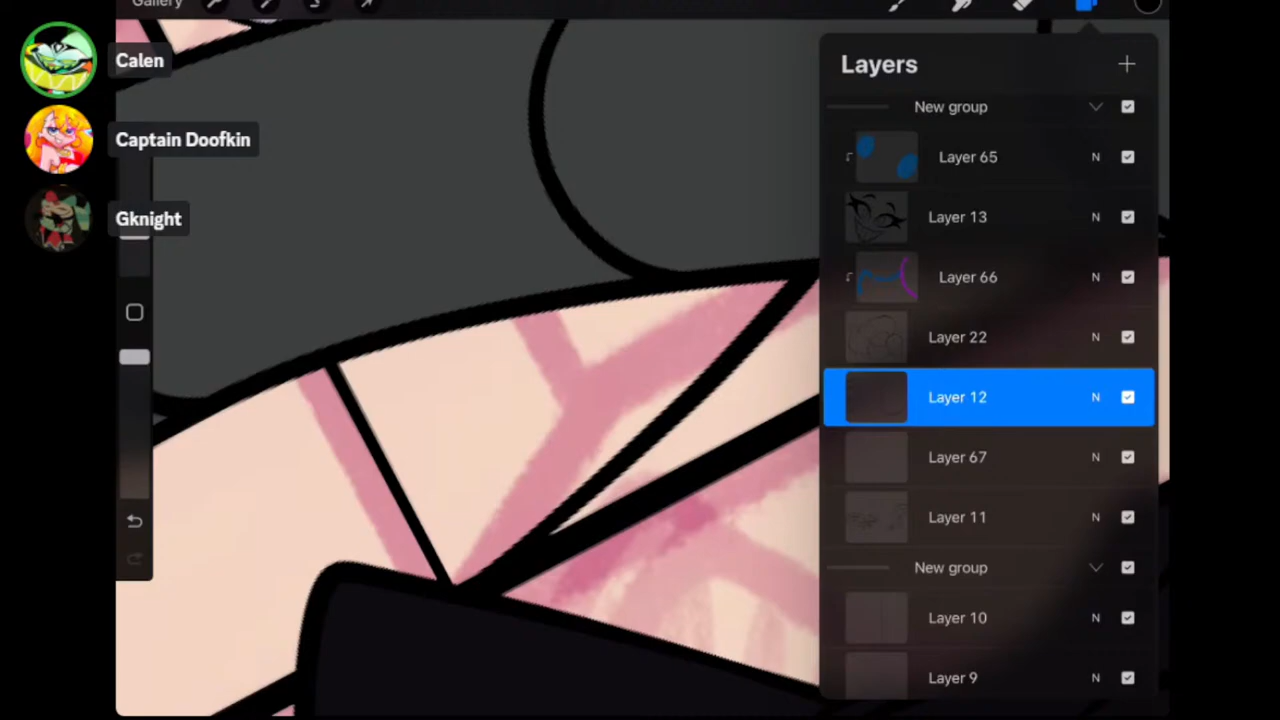 Gallery
Calen
Captain Doofkin
Gknight
Layers
New group
Layer 65 N
Layer 13 N
Layer 66 N
Layer 22 N
Layer 12 N
Layer 67 N
Layer 11 N
New group
Layer 10 N
Layer 9 N